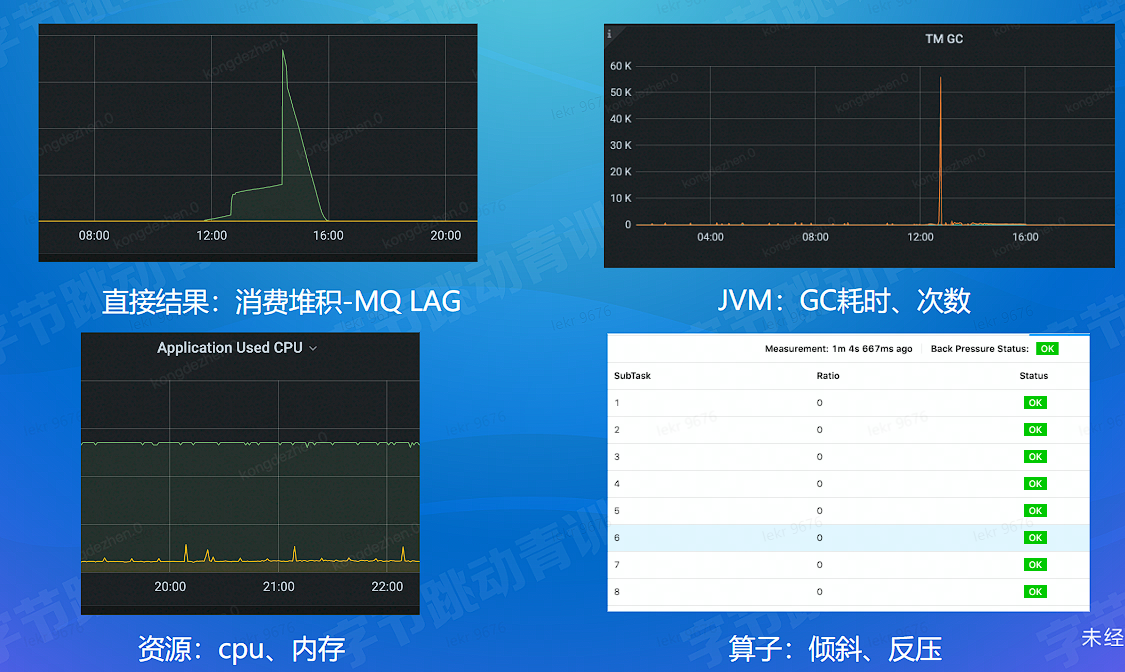 08:00 12:00 16:00 20:00
直接结果：消费堆积-MQ LAG
i
TM GC
60 K
50 K
40 K
30 K
20 K
10 K
0
04:00 08:00 12:00 16:00
JVM：GC耗时、次数
Application Used CPU
20:00 21:00 22:00
资源：cpu、内存
Measurement: 1m 4s 667ms ago Back Pressure Status: OK
SubTask Ratio Status
1 0 OK
2 0 OK
3 0 OK
4 0 OK
5 0 OK
6 0 OK
7 0 OK
8 0 OK
算子：倾斜、反压
未经
字节跳动青训
kongdezhen.0
lekr 9676